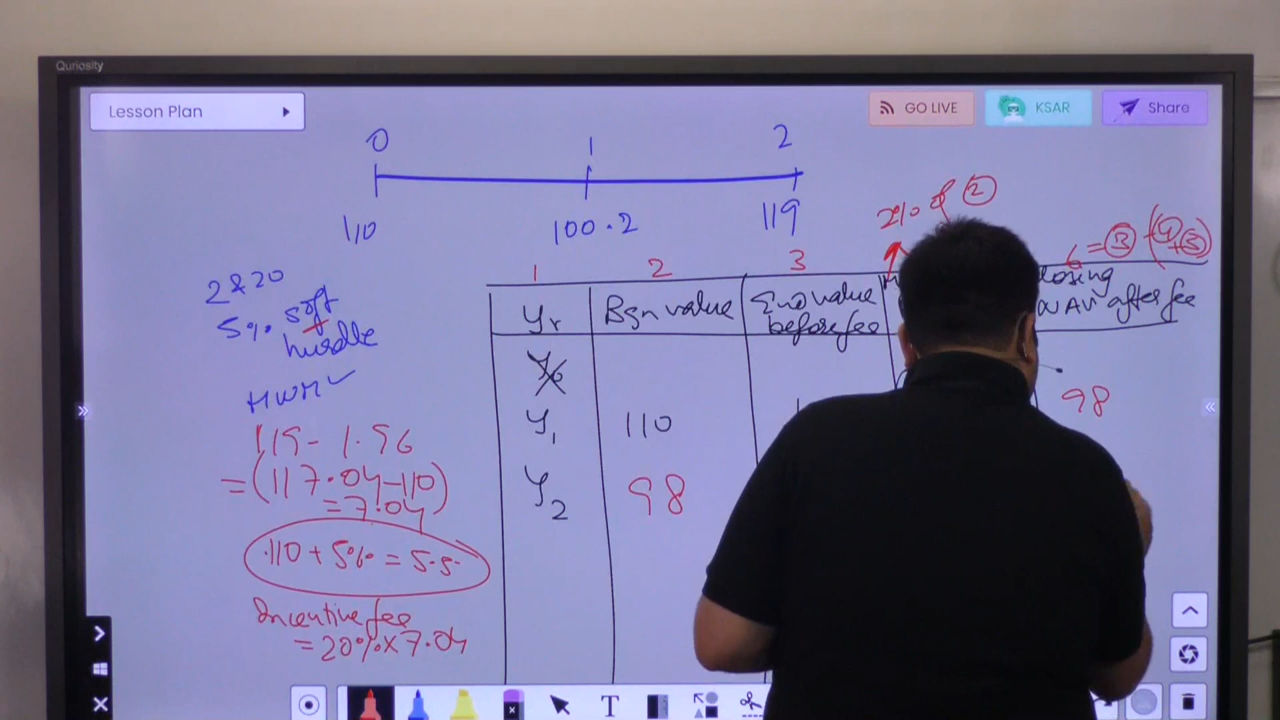 Quriosity
Lesson Plan
GO LIVE
KSAR
Share
0 1 2
110 100.2 119
2% of 2
6 = 3 - (4 + 5)
1 2 3
2 & 20
5% soft
hurdle
HWM ✓
Yr Bgn value End value before fee losing NAV after fee
Y0
Y1 110 98
Y2 98
119 - 1.96
= (117.04 - 110)
= 7.04
110 + 5% = 5.5
Incentive fee
= 20% × 7.04